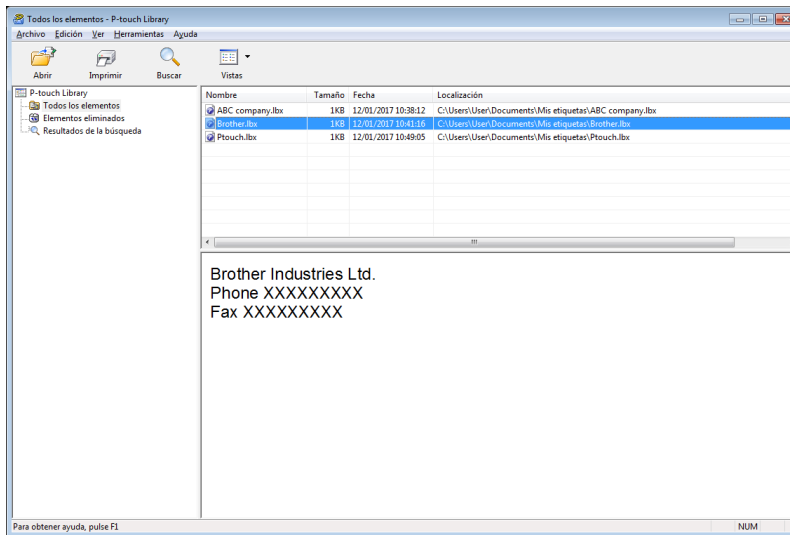 Todos los elementos - P-touch Library
Archivo Edición Ver Herramientas Ayuda
Abrir Imprimir Buscar Vistas
P-touch Library
Todos los elementos
Elementos eliminados
Resultados de la búsqueda
Nombre Tamaño Fecha Localización
ABC company.lbx 1KB 12/01/2017 10:38:12 C:\Users\User\Documents\Mis etiquetas\ABC company.lbx
Brother.lbx 1KB 12/01/2017 10:41:16 C:\Users\User\Documents\Mis etiquetas\Brother.lbx
Ptouch.lbx 1KB 12/01/2017 10:49:05 C:\Users\User\Documents\Mis etiquetas\Ptouch.lbx
Brother Industries Ltd.
Phone XXXXXXXXX
Fax XXXXXXXXX
Para obtener ayuda, pulse F1 NUM